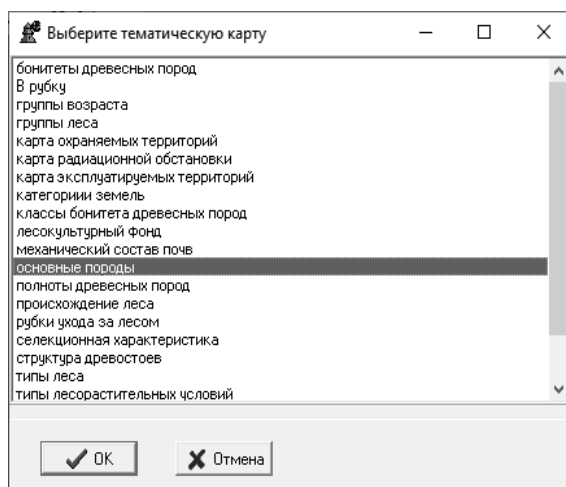 Выберите тематическую карту
бонитеты древесных пород
В рубку
группы возраста
группы леса
карта охраняемых территорий
карта радиационной обстановки
карта эксплуатируемых территорий
категориии земель
классы бонитета древесных пород
лесокультурный фонд
механический состав почв
основные породы
полноты древесных пород
происхождение леса
рубки ухода за лесом
селекционная характеристика
структура древостоев
типы леса
типы лесорастительных условий
OK
Отмена